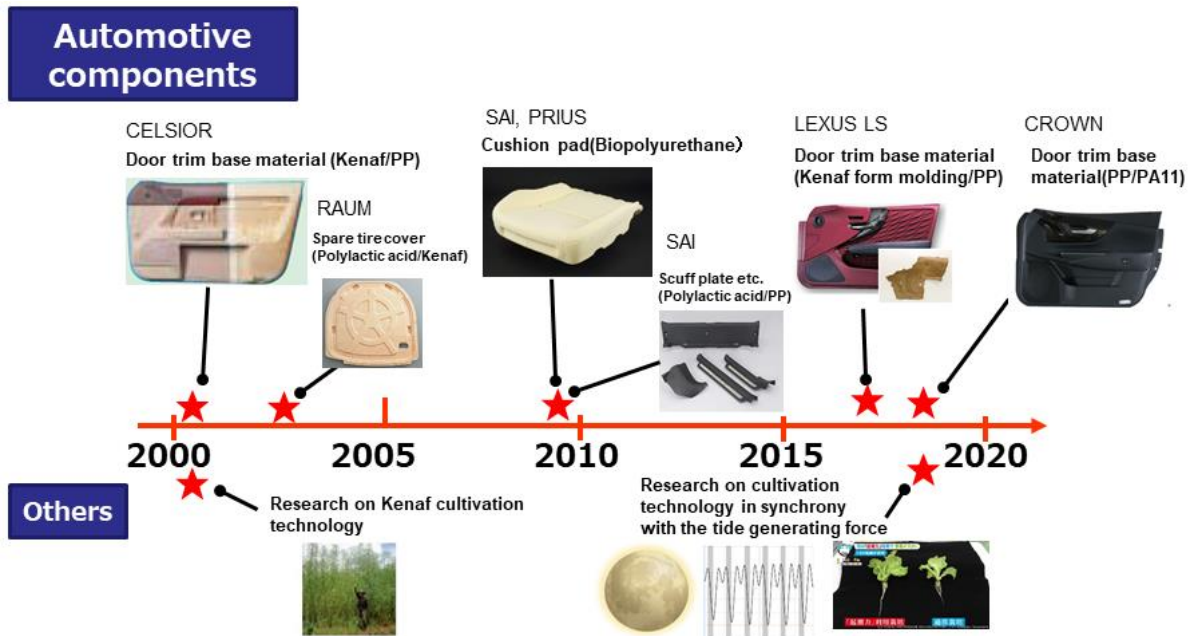 Automotive
components
CELSIOR
Door trim base material (Kenaf/PP)
RAUM
Spare tire cover
(Polylactic acid/Kenaf)
SAI, PRIUS
Cushion pad(Biopolyurethane)
SAI
Scuff plate etc.
(Polylactic acid/PP)
LEXUS LS
Door trim base material
(Kenaf form molding/PP)
CROWN
Door trim base
material(PP/PA11)
2000
2005
2010
2015
2020
Others
Research on Kenaf cultivation
technology
Research on cultivation
technology in synchrony
with the tide generrating force